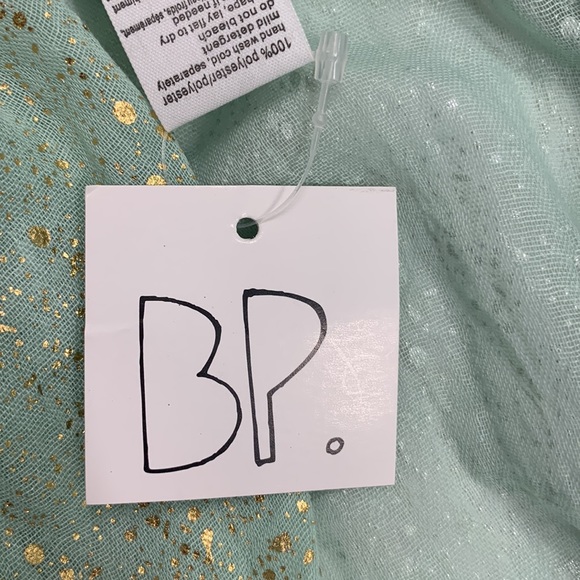 100% polyester/polyester
hand wash cold, separately
mild detergent
do not bleach
lay flat to dry
if needed
BP.